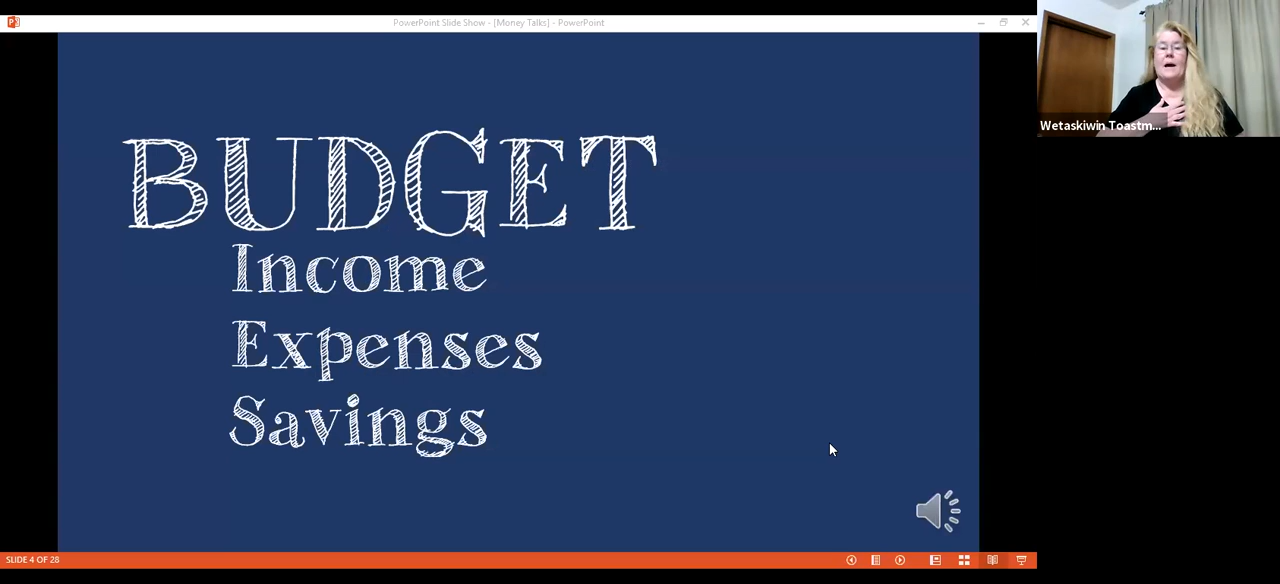 PowerPoint Slide Show - [Money Talks] - PowerPoint
Wetaskiwin Toastm...
BUDGET
Income
Expenses
Savings
SLIDE 4 OF 28